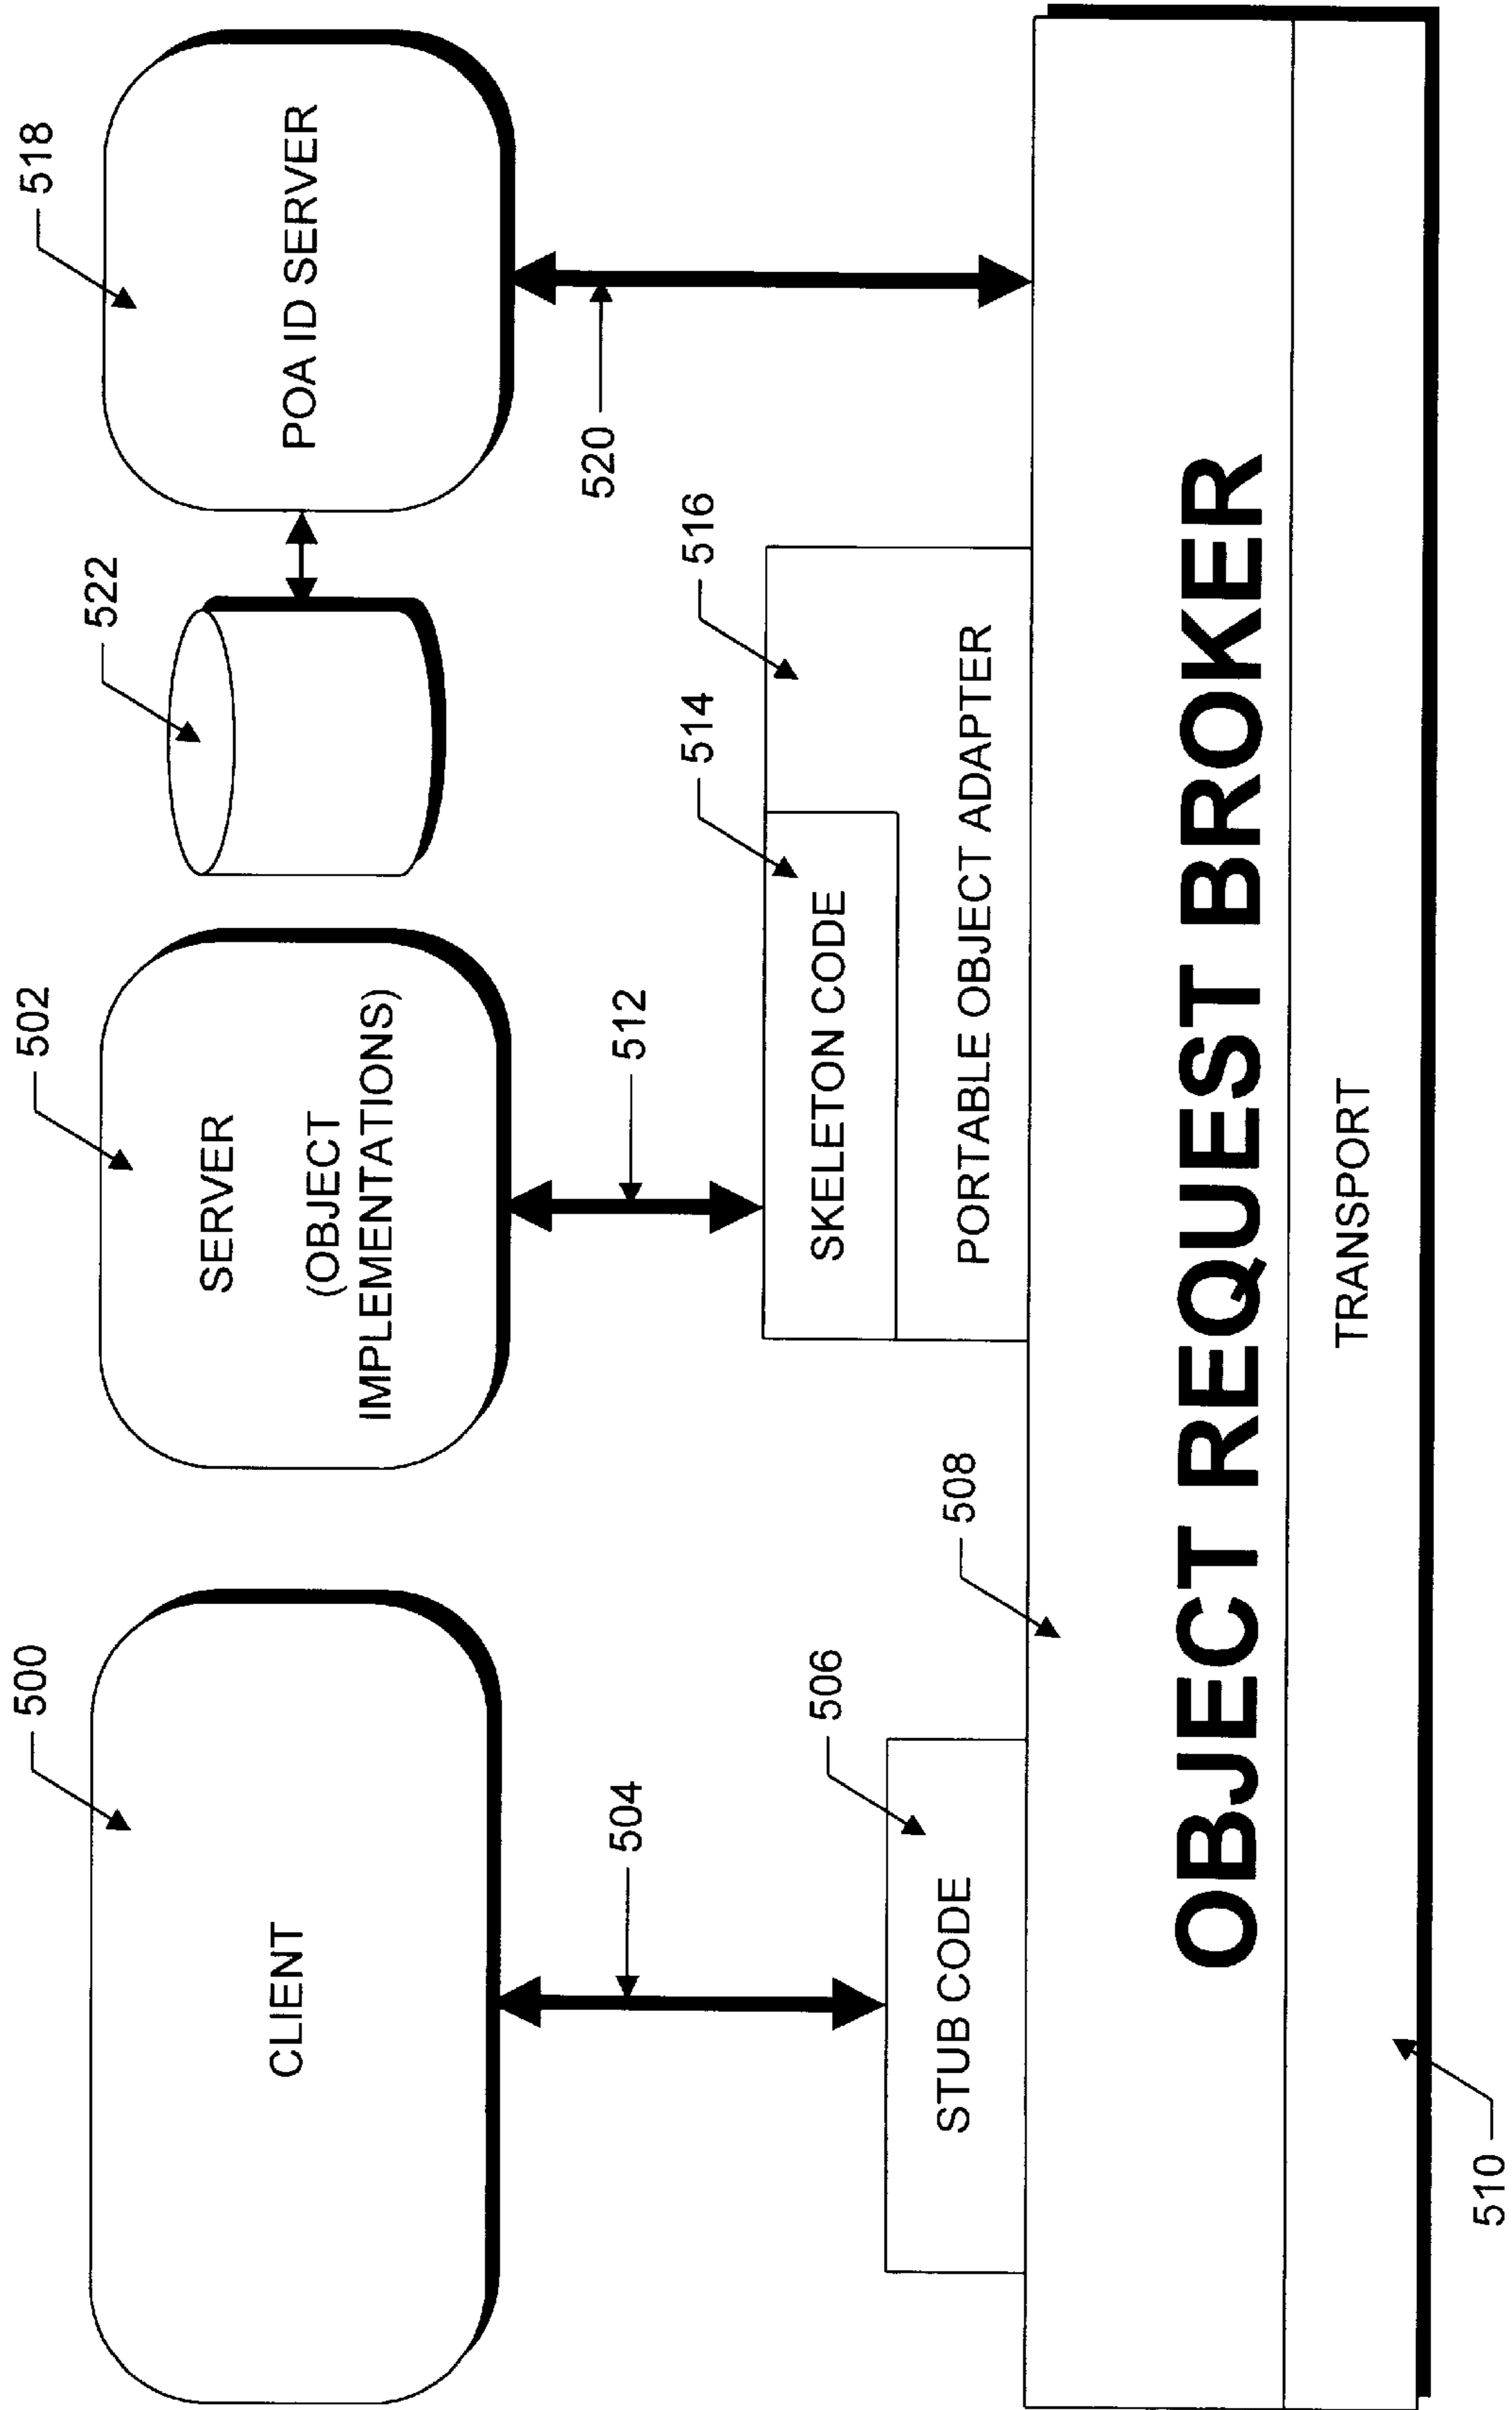 500
502
522
518
CLIENT
SERVER
(OBJECT
IMPLEMENTATIONS)
POA ID SERVER
504
512
520
506
514
516
STUB CODE
SKELETON CODE
PORTABLE OBJECT ADAPTER
508
OBJECT REQUEST BROKER
TRANSPORT
510